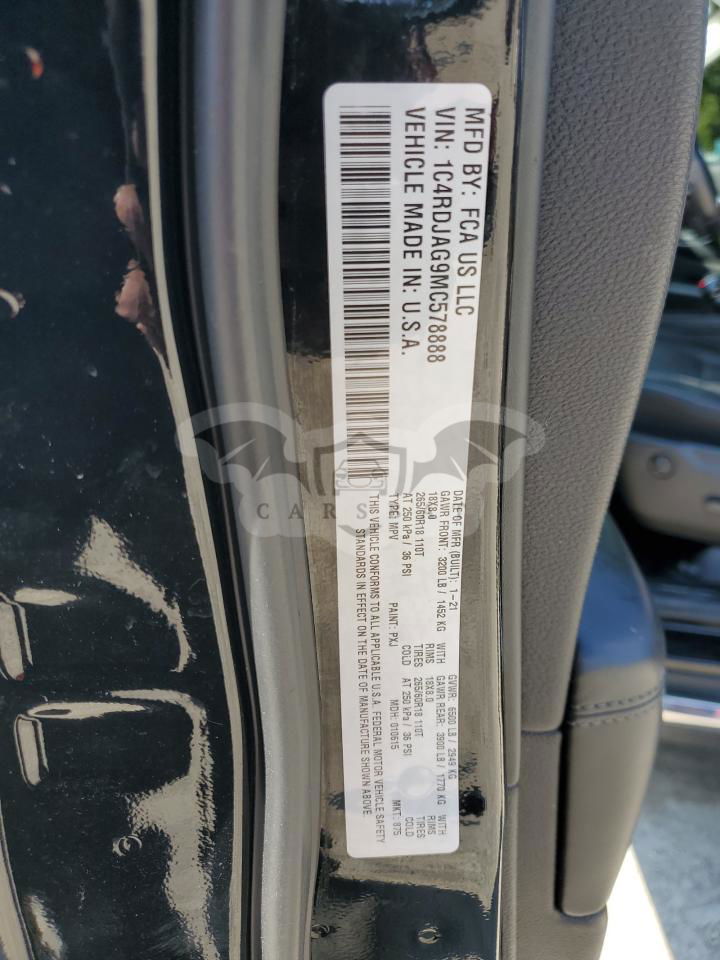 MFD BY: FCA US LLC
VIN: 1C4RDJAG9MC578888
VEHICLE MADE IN: U.S.A.
DATE OF MFR (BUILT): 1-21 GVWR 6500 LB / 2949 KG
GAWR FRONT: 3200 LB / 1452 KG WITH GAWR REAR: 3900 LB / 1770 KG WITH
18X8.0 RIMS 18X8.0 RIMS
265/60R18 110T TIRES 265/60R18 110T TIRES
AT 250 kPa / 36 PSI COLD AT 250 kPa / 36 PSI COLD
TYPE: MPV PAINT: PXJ MDH: 010615 MKT: 875
THIS VEHICLE CONFORMS TO ALL APPLICABLE U.S.A. FEDERAL MOTOR VEHICLE SAFETY
STANDARDS IN EFFECT ON THE DATE OF MANUFACTURE SHOWN ABOVE.